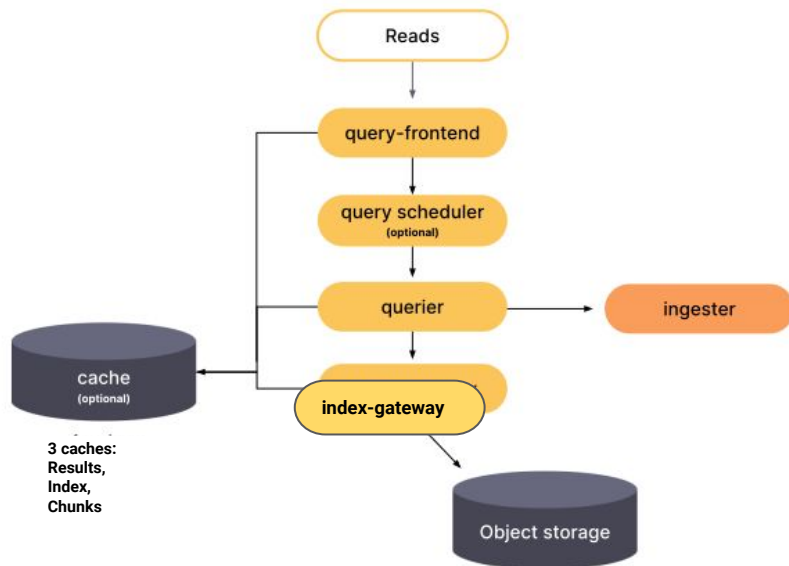 Reads
query-frontend
query scheduler
(optional)
querier
ingester
cache
(optional)
index-gateway
3 caches:
Results,
Index,
Chunks
Object storage